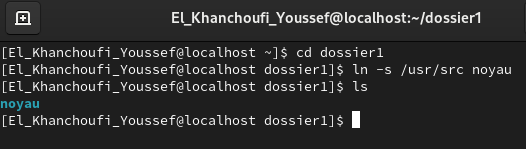 El_Khanchoufi_Youssef@localhost:~/dossier1
[El_Khanchoufi_Youssef@localhost ~]$ cd dossier1
[El_Khanchoufi_Youssef@localhost dossier1]$ ln -s /usr/src noyau
[El_Khanchoufi_Youssef@localhost dossier1]$ ls
noyau
[El_Khanchoufi_Youssef@localhost dossier1]$